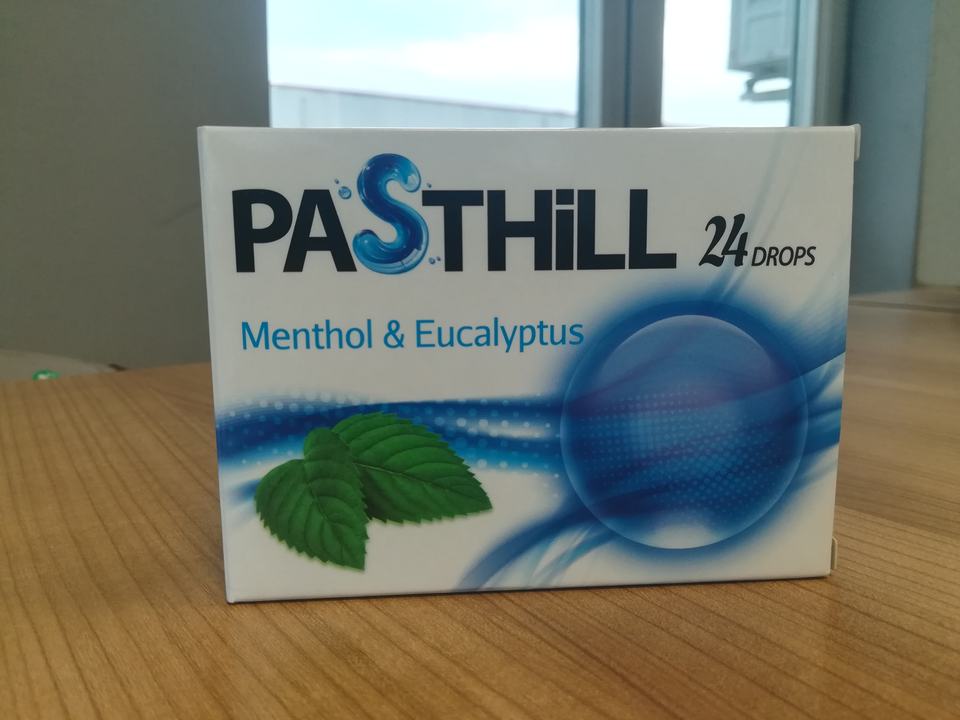 PASTHiLL 24 DROPS
Menthol & Eucalyptus